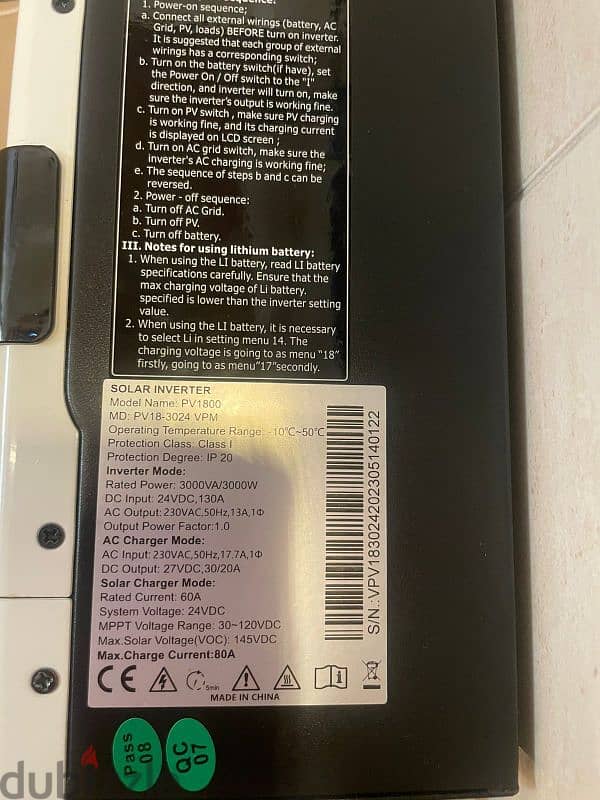 1. Power-on sequence;
a. Connect all external wirings (battery, AC
Grid, PV, loads) BEFORE turn on inverter.
It is suggested that each group of external
wirings has a corresponding switch;
b. Turn on the battery switch(if have), set
the Power On / Off switch to the "I"
direction, and inverter will turn on, make
sure the inverter's output is working fine.
c. Turn on PV switch , make sure PV charging
is working fine, and its charging current
is displayed on LCD screen ;
d. Turn on AC grid switch, make sure the
inverter's AC charging is working fine;
e. The sequence of steps b and c can be
reversed.
2. Power - off sequence:
a. Turn off AC Grid.
b. Turn off PV.
c. Turn off battery.
III. Notes for using lithium battery:
1. When using the LI battery, read LI battery
specifications carefully. Ensure that the
max charging voltage of Li battery.
specified is lower than the inverter setting
value.
2. When using the LI battery, it is necessary
to select Li in setting menu 14. The
charging voltage is going to as menu "18"
firstly, going to as menu"17"secondly.
SOLAR INVERTER
Model Name: PV1800
MD: PV18-3024 VPM
Operating Temperature Range: -10℃~50℃
Protection Class: Class I
Protection Degree: IP 20
Inverter Mode:
Rated Power: 3000VA/3000W
DC Input: 24VDC,130A
AC Output: 230VAC,50Hz,13A,1Φ
Output Power Factor:1.0
AC Charger Mode:
AC Input: 230VAC,50Hz,17.7A,1Φ
DC Output: 27VDC,30/20A
Solar Charger Mode:
Rated Current: 60A
System Voltage: 24VDC
MPPT Voltage Range: 30~120VDC
Max.Solar Voltage(VOC): 145VDC
Max.Charge Current:80A
CE
5min
MADE IN CHINA
S/N.:VPV183024202305140122
Pass
08
QC
07